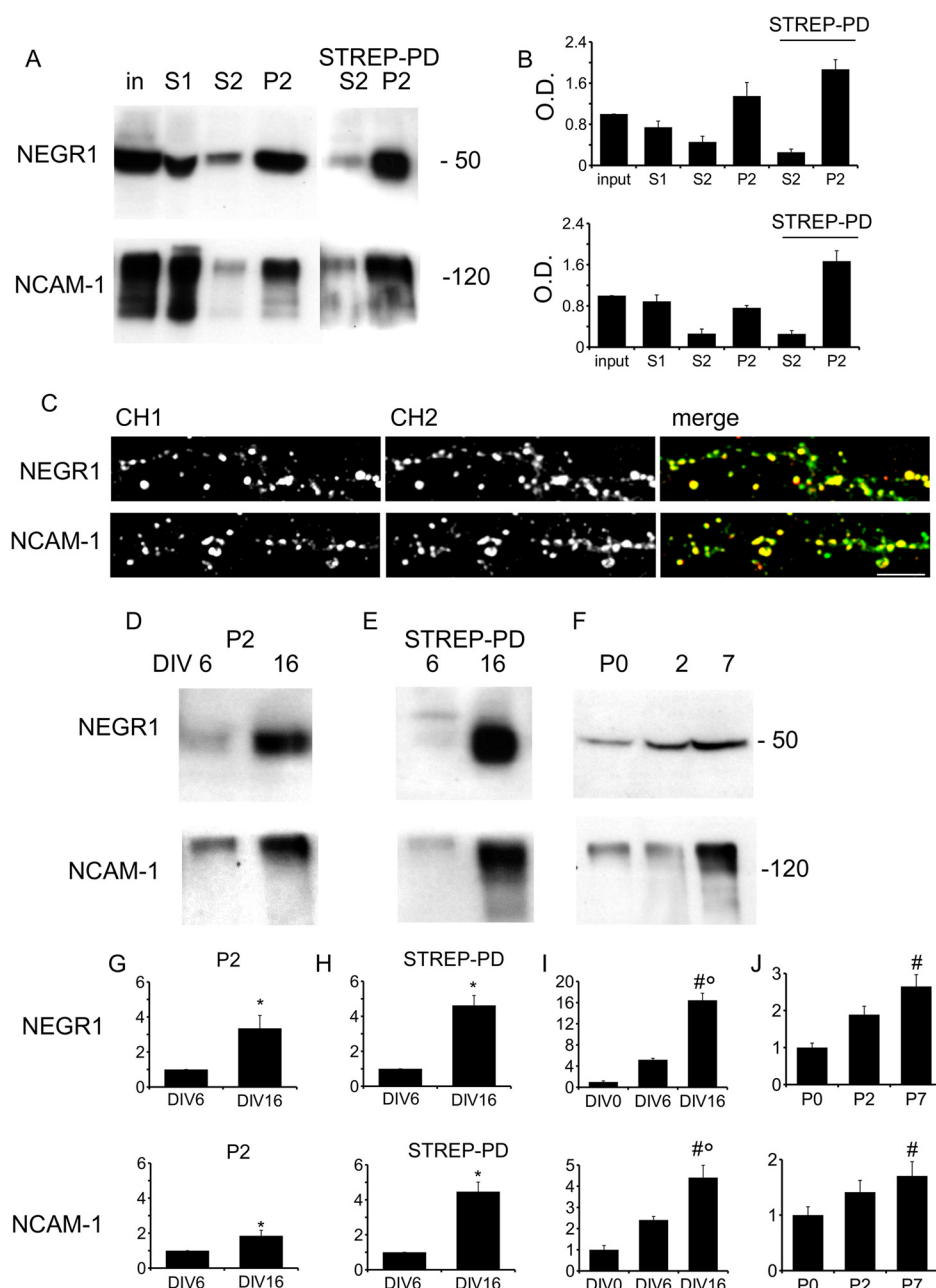 A
STREP-PD
in S1 S2 P2 S2 P2
NEGR1
- 50
NCAM-1
-120
B
STREP-PD
O.D.
2.4
1.6
0.8
0
input S1 S2 P2 S2 P2
STREP-PD
O.D.
2.4
1.6
0.8
0
input S1 S2 P2 S2 P2
C
CH1 CH2 merge
NEGR1
NCAM-1
D
P2
DIV 6 16
E
STREP-PD
6 16
F
P0 2 7
NEGR1
- 50
NCAM-1
-120
NEGR1
G
P2
6
4
2
0
*
DIV6 DIV16
H
STREP-PD
6
4
2
0
*
DIV6 DIV16
I
20
16
12
8
4
0
#°
DIV0 DIV6 DIV16
J
3
2
1
0
#
P0 P2 P7
NCAM-1
P2
6
4
2
0
*
DIV6 DIV16
STREP-PD
6
4
2
0
*
DIV6 DIV16
5
4
3
2
1
0
#°
DIV0 DIV6 DIV16
2
1
0
#
P0 P2 P7